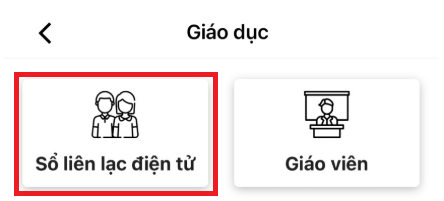 Giáo dục
Sổ liên lạc điện tử
Giáo viên